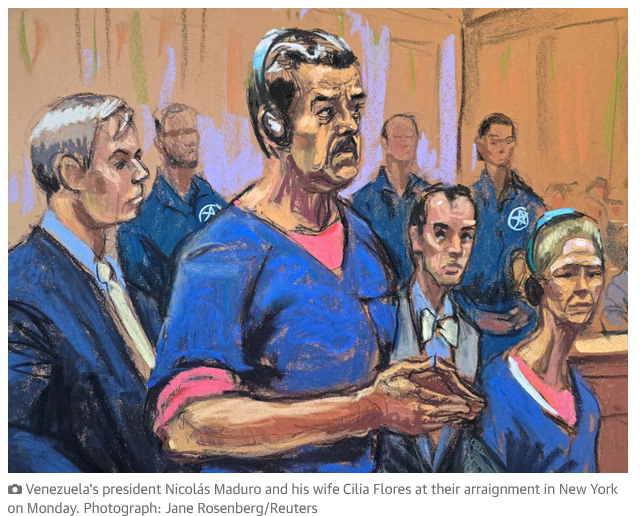 Venezuela's president Nicolás Maduro and his wife Cilia Flores at their arraignment in New York
on Monday. Photograph: Jane Rosenberg/Reuters